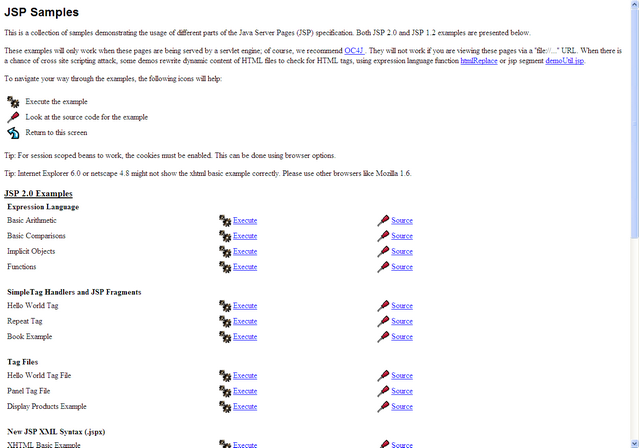 JSP Samples
This is a collection of samples demonstrating the usage of different parts of the Java Server Pages (JSP) specification. Both JSP 2.0 and JSP 1.2 examples are presented below.
These examples will only work when these pages are being served by a servlet engine; of course, we recommend OC4J . They will not work if you are viewing these pages via a "file://..." URL. When there is
a chance of cross site scripting attack, some demos rewrite dynamic content of HTML files to check for HTML tags, using expression language function htmlReplace or jsp segment demoUtil.jsp.
To navigate your way through the examples, the following icons will help:
Execute the example
Look at the source code for the example
Return to this screen
Tip: For session scoped beans to work, the cookies must be enabled. This can be done using browser options.
Tip: Internet Explorer 6.0 or netscape 4.8 might not show the xhtml basic example correctly. Please use other browsers like Mozilla 1.6.
JSP 2.0 Examples
Expression Language
Basic Arithmetic Execute Source
Basic Comparisons Execute Source
Implicit Objects Execute Source
Functions Execute Source
SimpleTag Handlers and JSP Fragments
Hello World Tag Execute Source
Repeat Tag Execute Source
Book Example Execute Source
Tag Files
Hello World Tag File Execute Source
Panel Tag File Execute Source
Display Products Example Execute Source
New JSP XML Syntax (.jspx)
XHTML Basic Example Execute Source